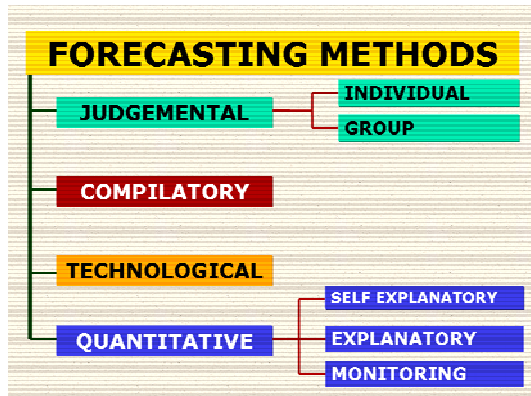 FORECASTING METHODS
JUDGEMENTAL
INDIVIDUAL
GROUP
COMPILATORY
TECHNOLOGICAL
QUANTITATIVE
SELF EXPLANATORY
EXPLANATORY
MONITORING